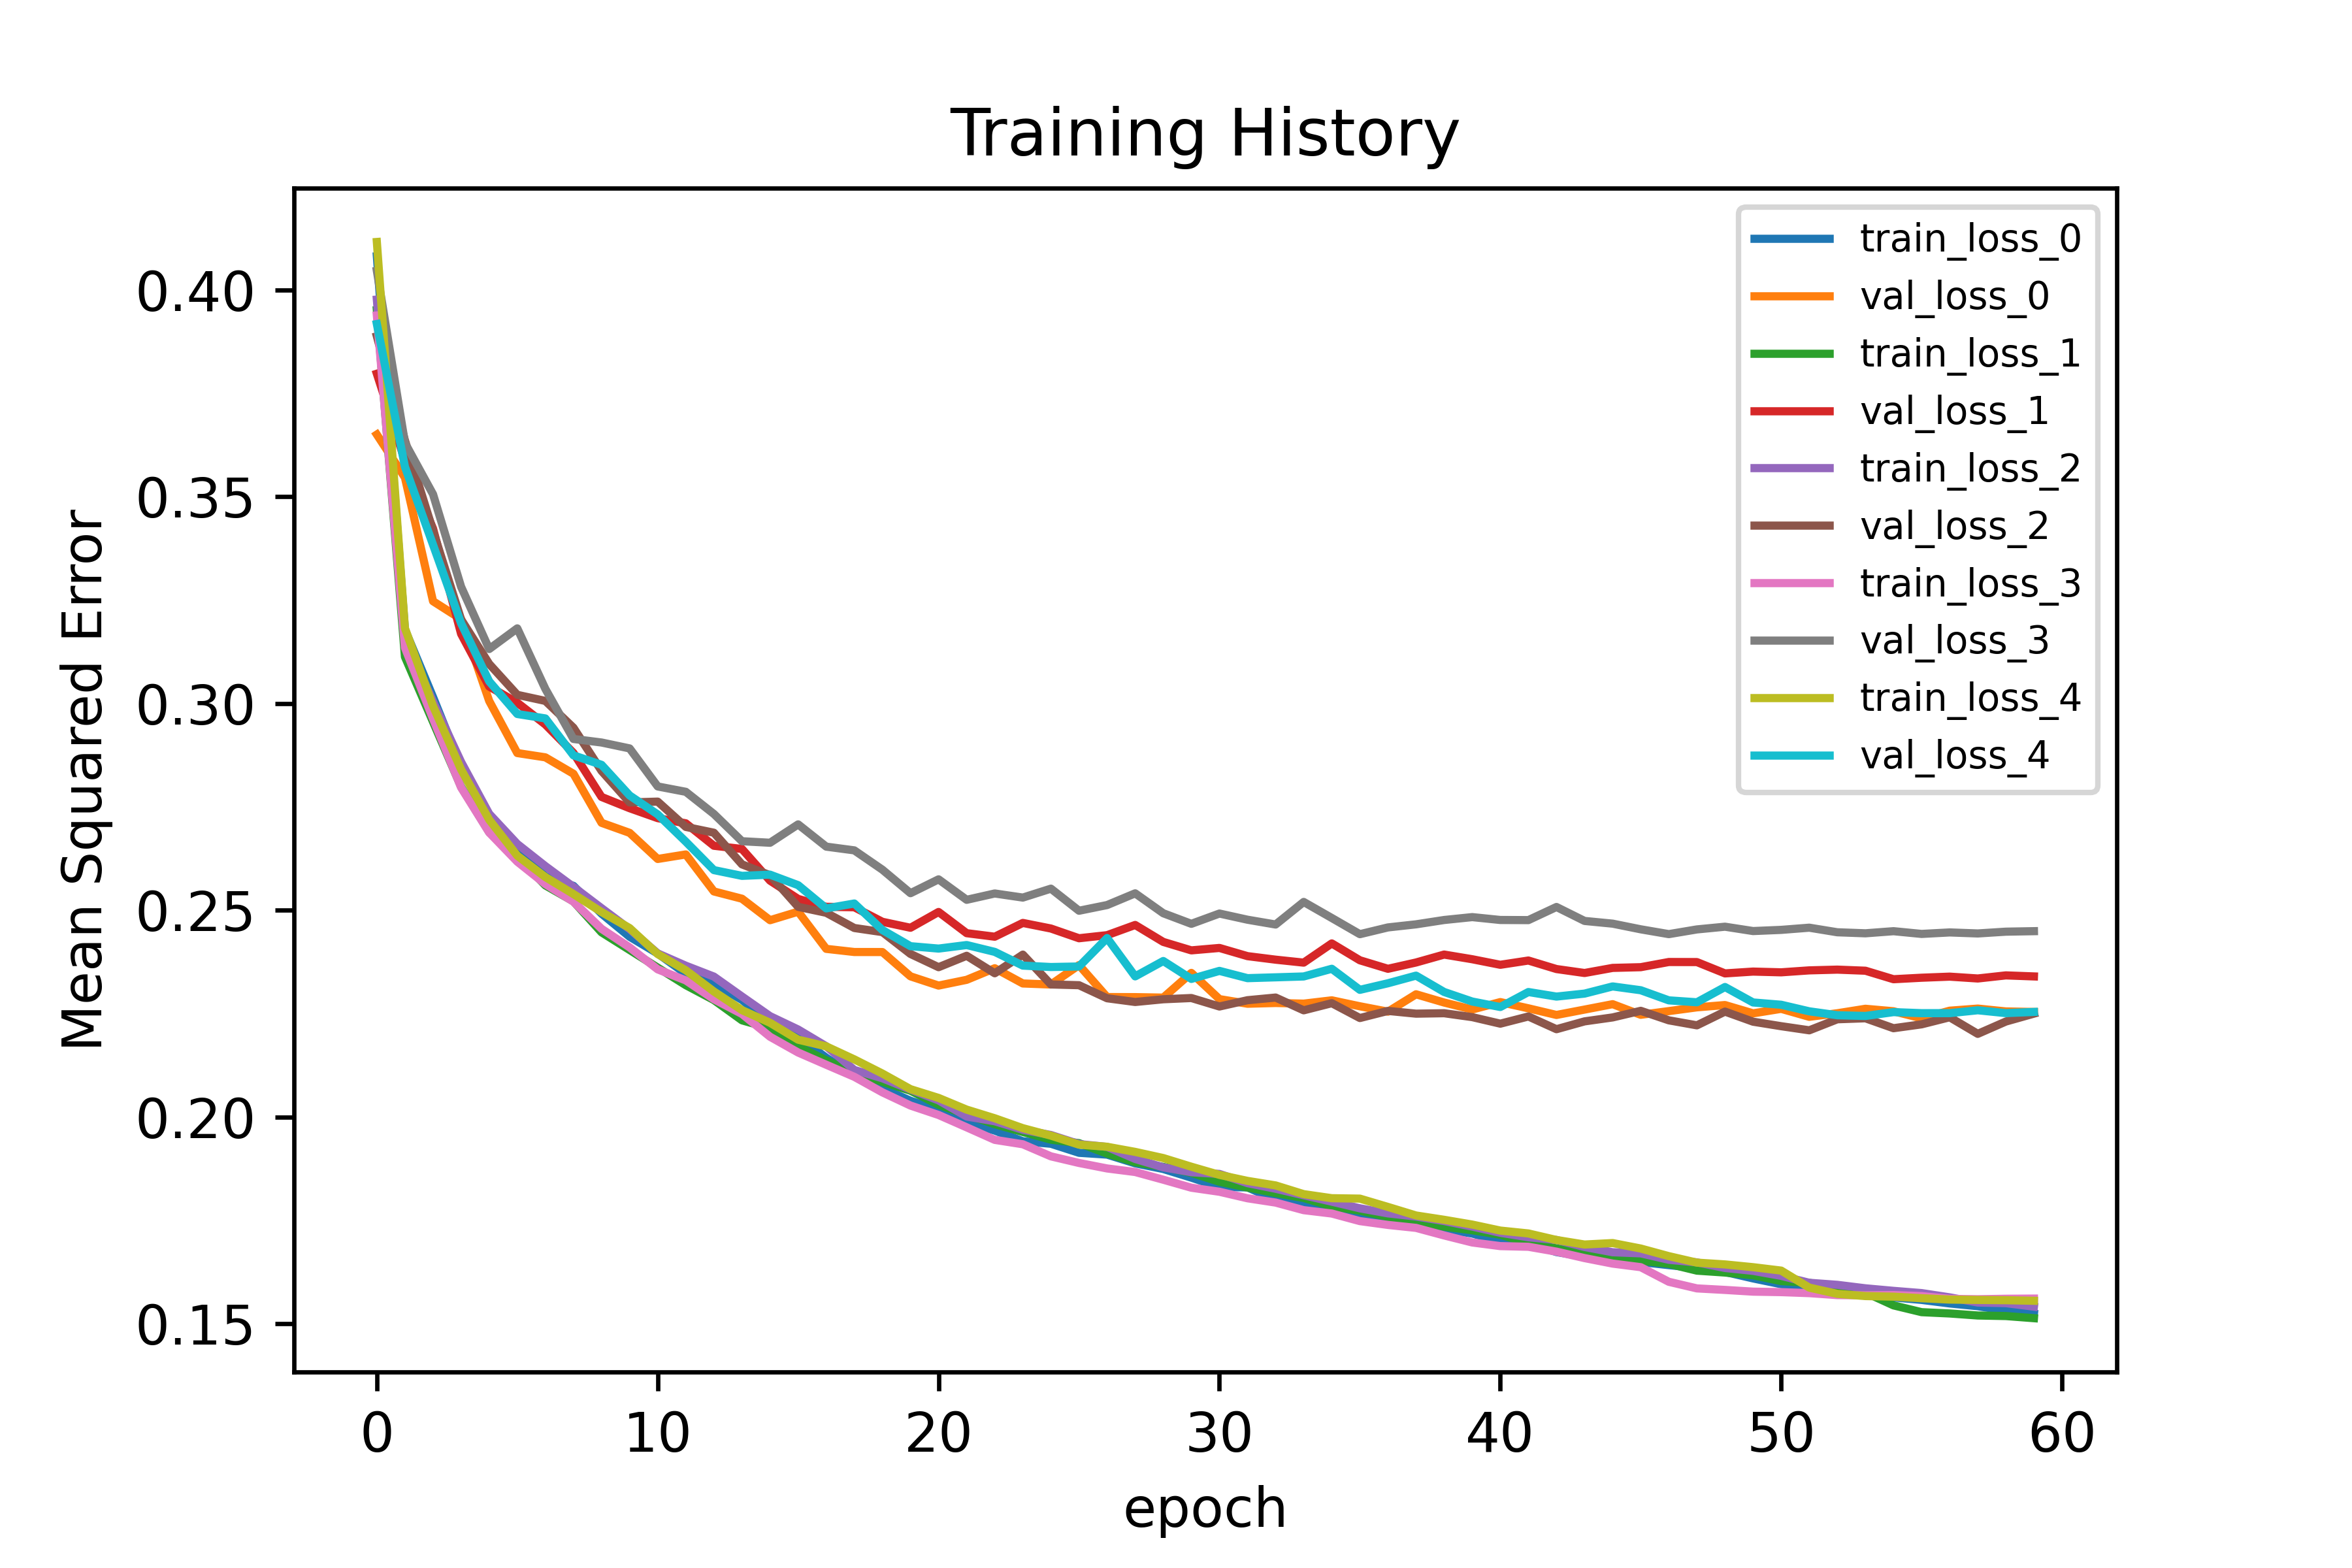 Training History
Mean Squared Error
0.40
0.35
0.30
0.25
0.20
0.15
train_loss_0
val_loss_0
train_loss_1
val_loss_1
train_loss_2
val_loss_2
train_loss_3
val_loss_3
train_loss_4
val_loss_4
0 10 20 30 40 50 60
epoch